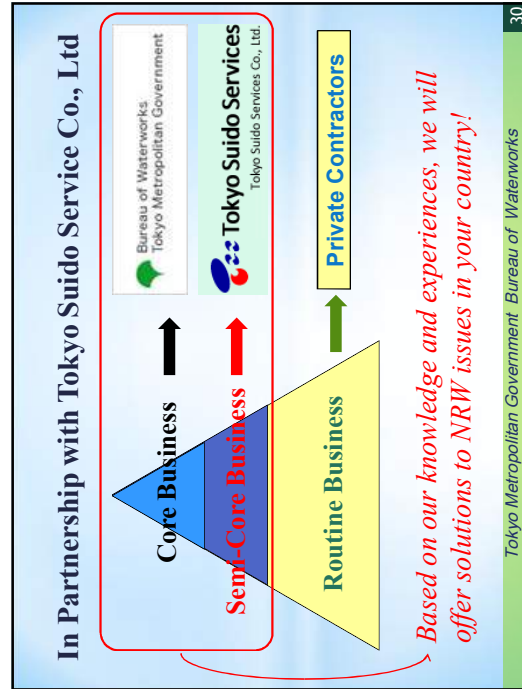 In Partnership with Tokyo Suido Service Co., Ltd
Core Business
Bureau of Waterworks
Tokyo Metropolitan Government
Semi-Core Business
Tokyo Suido Services
Tokyo Suido Services Co., Ltd.
Routine Business
Private Contractors
Based on our knowledge and experiences, we will
offer solutions to NRW issues in your country!
Tokyo Metropolitan Government Bureau of Waterworks
30